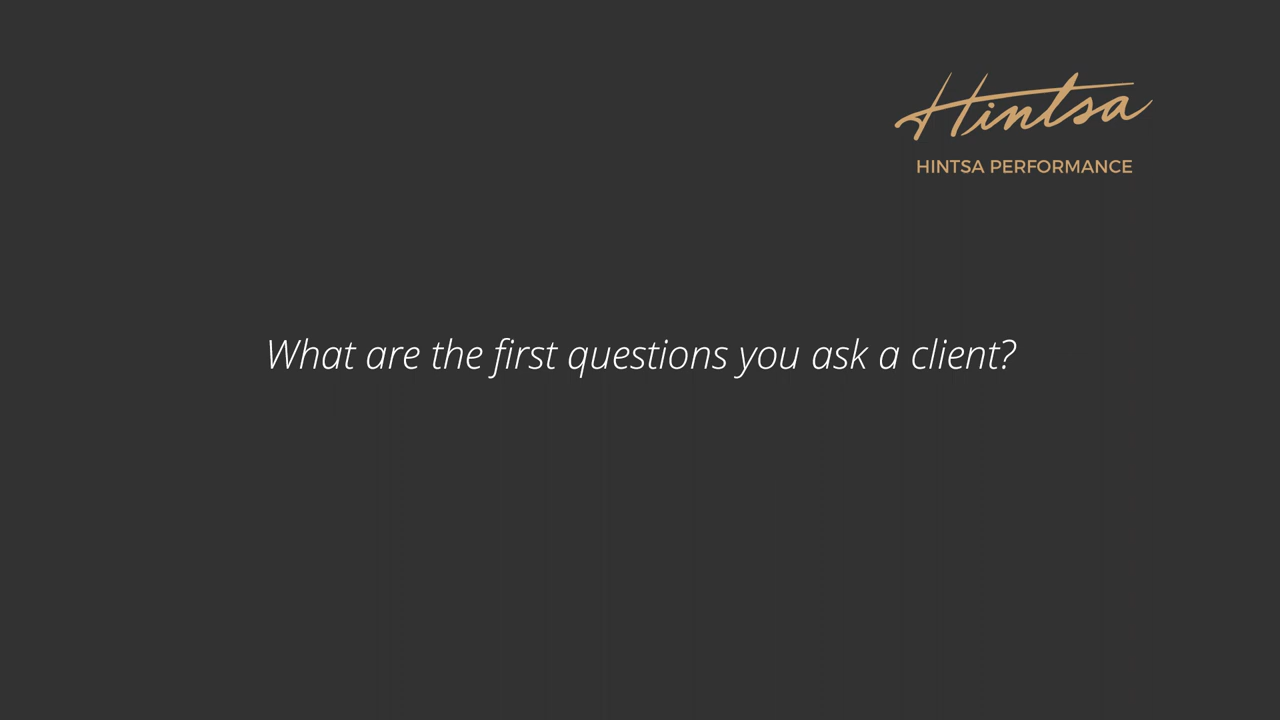 Hintsa
HINTSA PERFORMANCE
What are the first questions you ask a client?